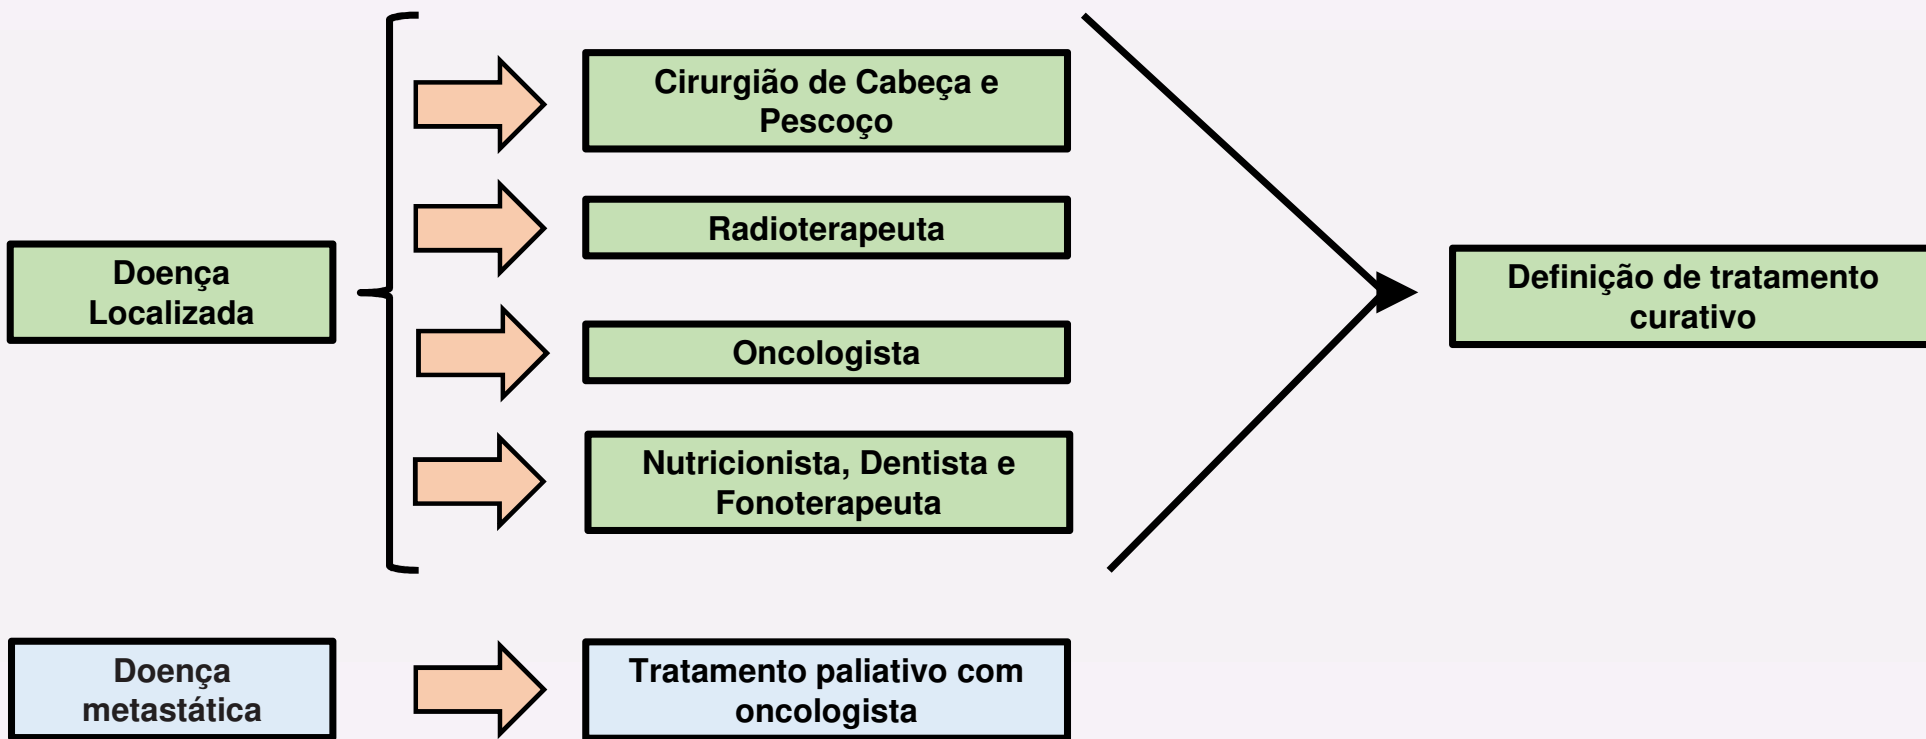 Cirurgião de Cabeça e
Pescoço
Radioterapeuta
Doença
Localizada
Definição de tratamento
curativo
Oncologista
Nutricionista, Dentista e
Fonoterapeuta
Doença
metastática
Tratamento paliativo com
oncologista